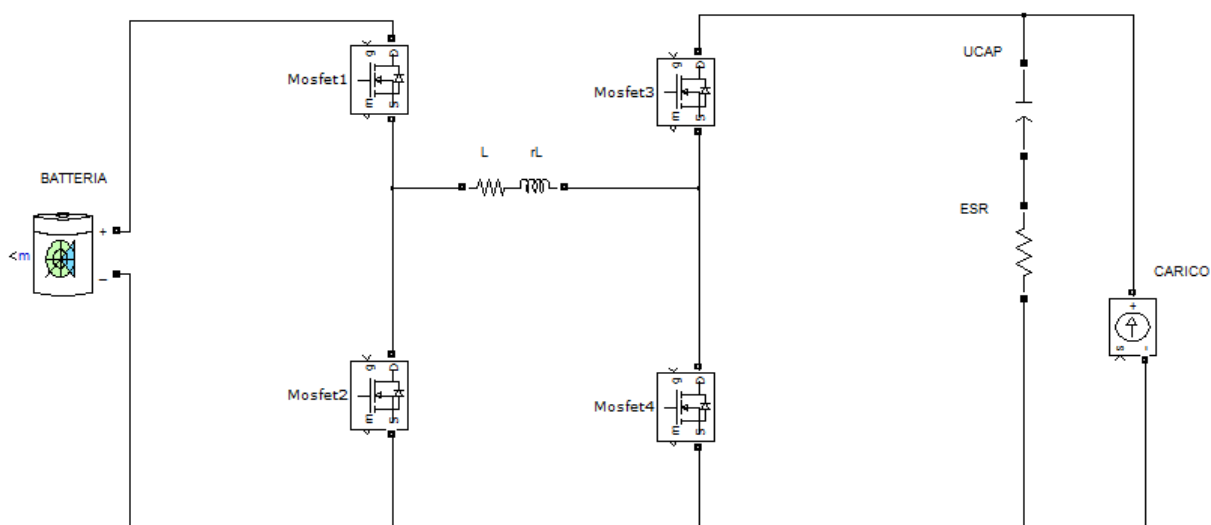 g
D
Mosfet1
m
S
g
D
Mosfet3
m
S
UCAP
L
rL
BATTERIA
+
<m
–
ESR
CARICO
+
s
-
g
D
Mosfet2
m
S
g
D
Mosfet4
m
S